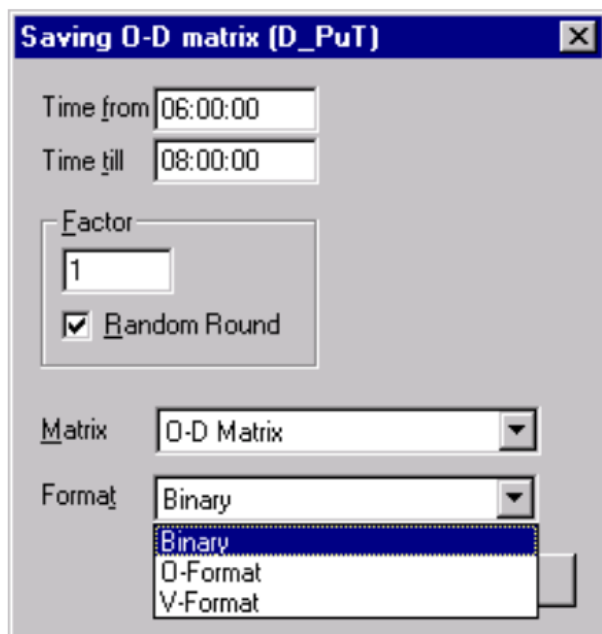 Saving O-D matrix (D_PuT)
Time from 06:00:00
Time till 08:00:00
Factor
1
Random Round
Matrix O-D Matrix
Format Binary
Binary
O-Format
V-Format